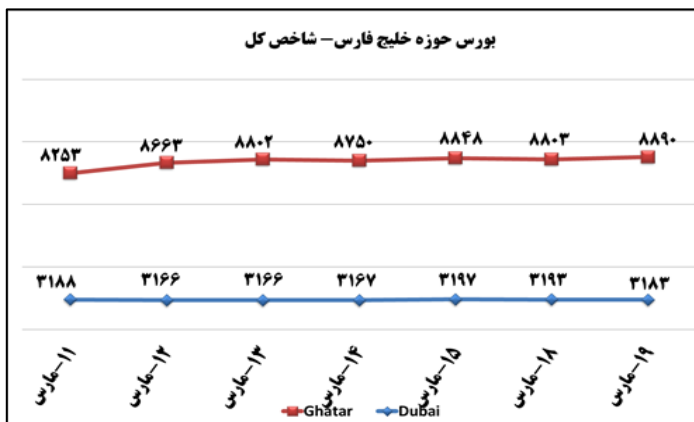 بورس حوزه خلیج فارس – شاخص کل
۸۲۵۳ ۸۶۶۳ ۸۸۰۲ ۸۷۵۰ ۸۸۴۸ ۸۸۰۳ ۸۸۹۰
۳۱۸۸ ۳۱۶۶ ۳۱۶۶ ۳۱۶۷ ۳۱۹۷ ۳۱۹۳ ۳۱۸۳
۱۱-مارس ۱۲-مارس ۱۳-مارس ۱۴-مارس ۱۵-مارس ۱۸-مارس ۱۹-مارس
Ghatar Dubai